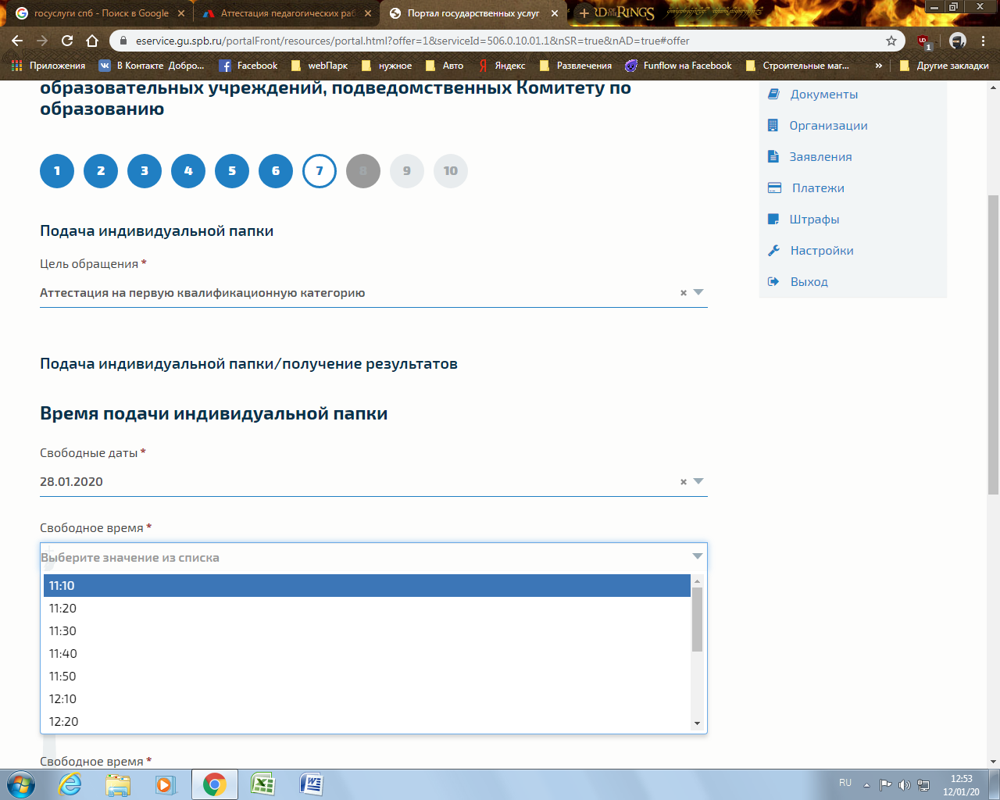 госуслуги спб - Поиск в Google
Аттестация педагогических раб
Портал государственных услуг
RD OF THE RINGS
eservice.gu.spb.ru/portalFront/resources/portal.html?offer=1&serviceId=506.0.10.01.1&nSR=true&nAD=true#offer
1
Приложения
В Контакте Добро...
Facebook
webПарк
нужное
Авто
Яндекс
Развлечения
Funflow на Facebook
Строительные маг...
»
Другие закладки
образовательных учреждений, подведомственных Комитету по
образованию
1 2 3 4 5 6 7 8 9 10
Подача индивидуальной папки
Цель обращения *
Аттестация на первую квалификационную категорию
Подача индивидуальной папки/получение результатов
Время подачи индивидуальной папки
Свободные даты *
28.01.2020
Свободное время *
Выберите значение из списка
11:10
11:20
11:30
11:40
11:50
12:10
12:20
Свободное время *
Документы
Организации
Заявления
Платежи
Штрафы
Настройки
Выход
RU
12:53
12/01/20